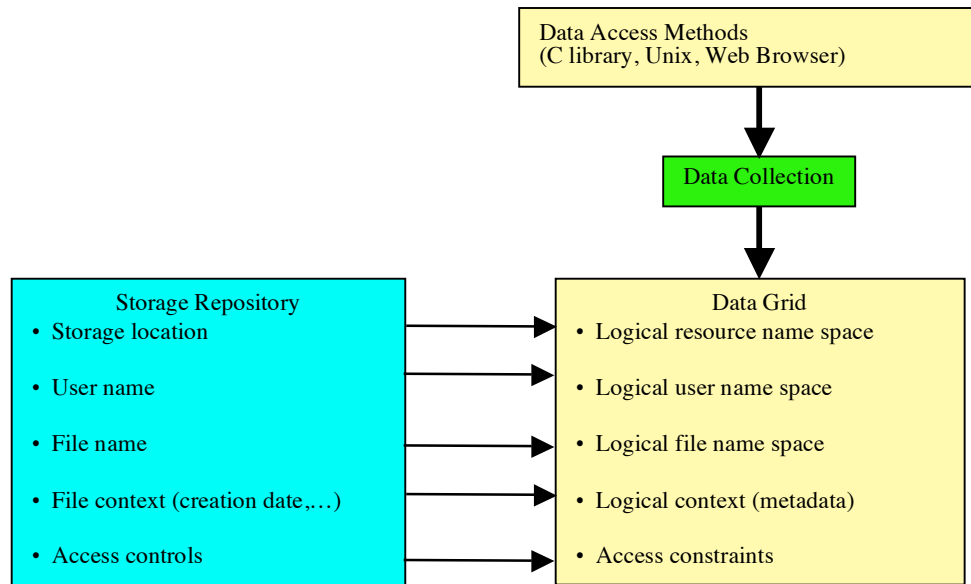 Data Access Methods
(C library, Unix, Web Browser)
Data Collection
Storage Repository
• Storage location
• User name
• File name
• File context (creation date,…)
• Access controls
Data Grid
• Logical resource name space
• Logical user name space
• Logical file name space
• Logical context (metadata)
• Access constraints